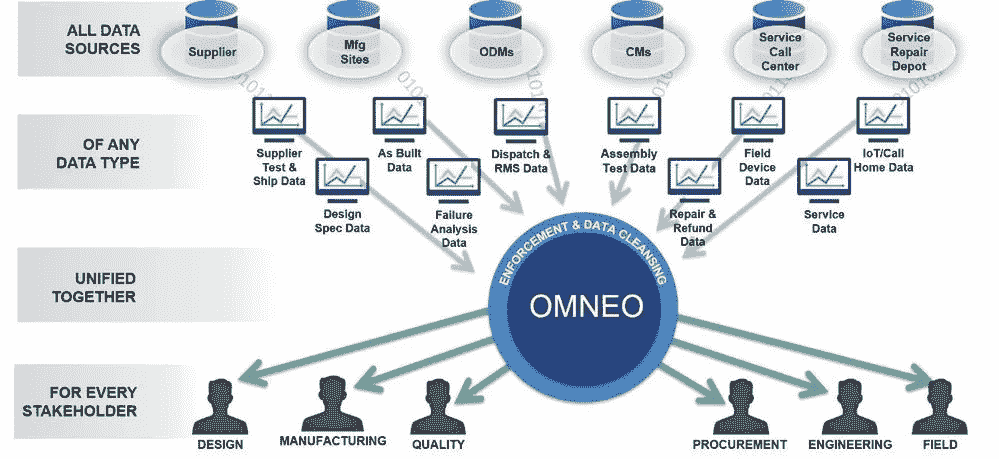 ALL DATA
SOURCES
Supplier
Mfg
Sites
ODMs
CMs
Service
Call
Center
Service
Repair
Depot
OF ANY
DATA TYPE
Supplier
Test &
Ship Data
As Built
Data
Dispatch &
RMS Data
Assembly
Test Data
Field
Device
Data
IoT/Call
Home Data
Design
Spec Data
Failure
Analysis
Data
Repair &
Refund
Data
Service
Data
UNIFIED
TOGETHER
ENFORCEMENT & DATA CLEANSING
OMNEO
FOR EVERY
STAKEHOLDER
DESIGN
MANUFACTURING
QUALITY
PROCUREMENT
ENGINEERING
FIELD